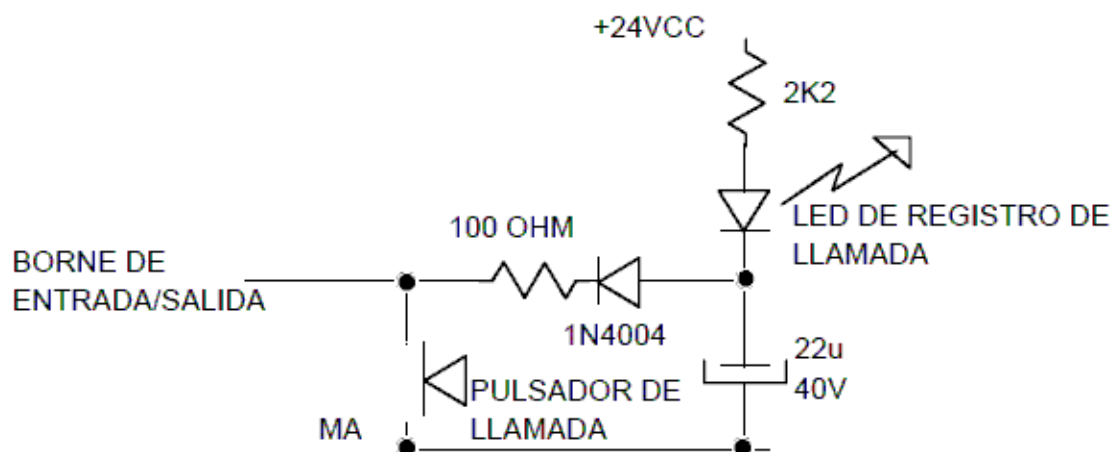 +24VCC
2K2
LED DE REGISTRO DE
LLAMADA
100 OHM
BORNE DE
ENTRADA/SALIDA
1N4004
22u
40V
PULSADOR DE
LLAMADA
MA